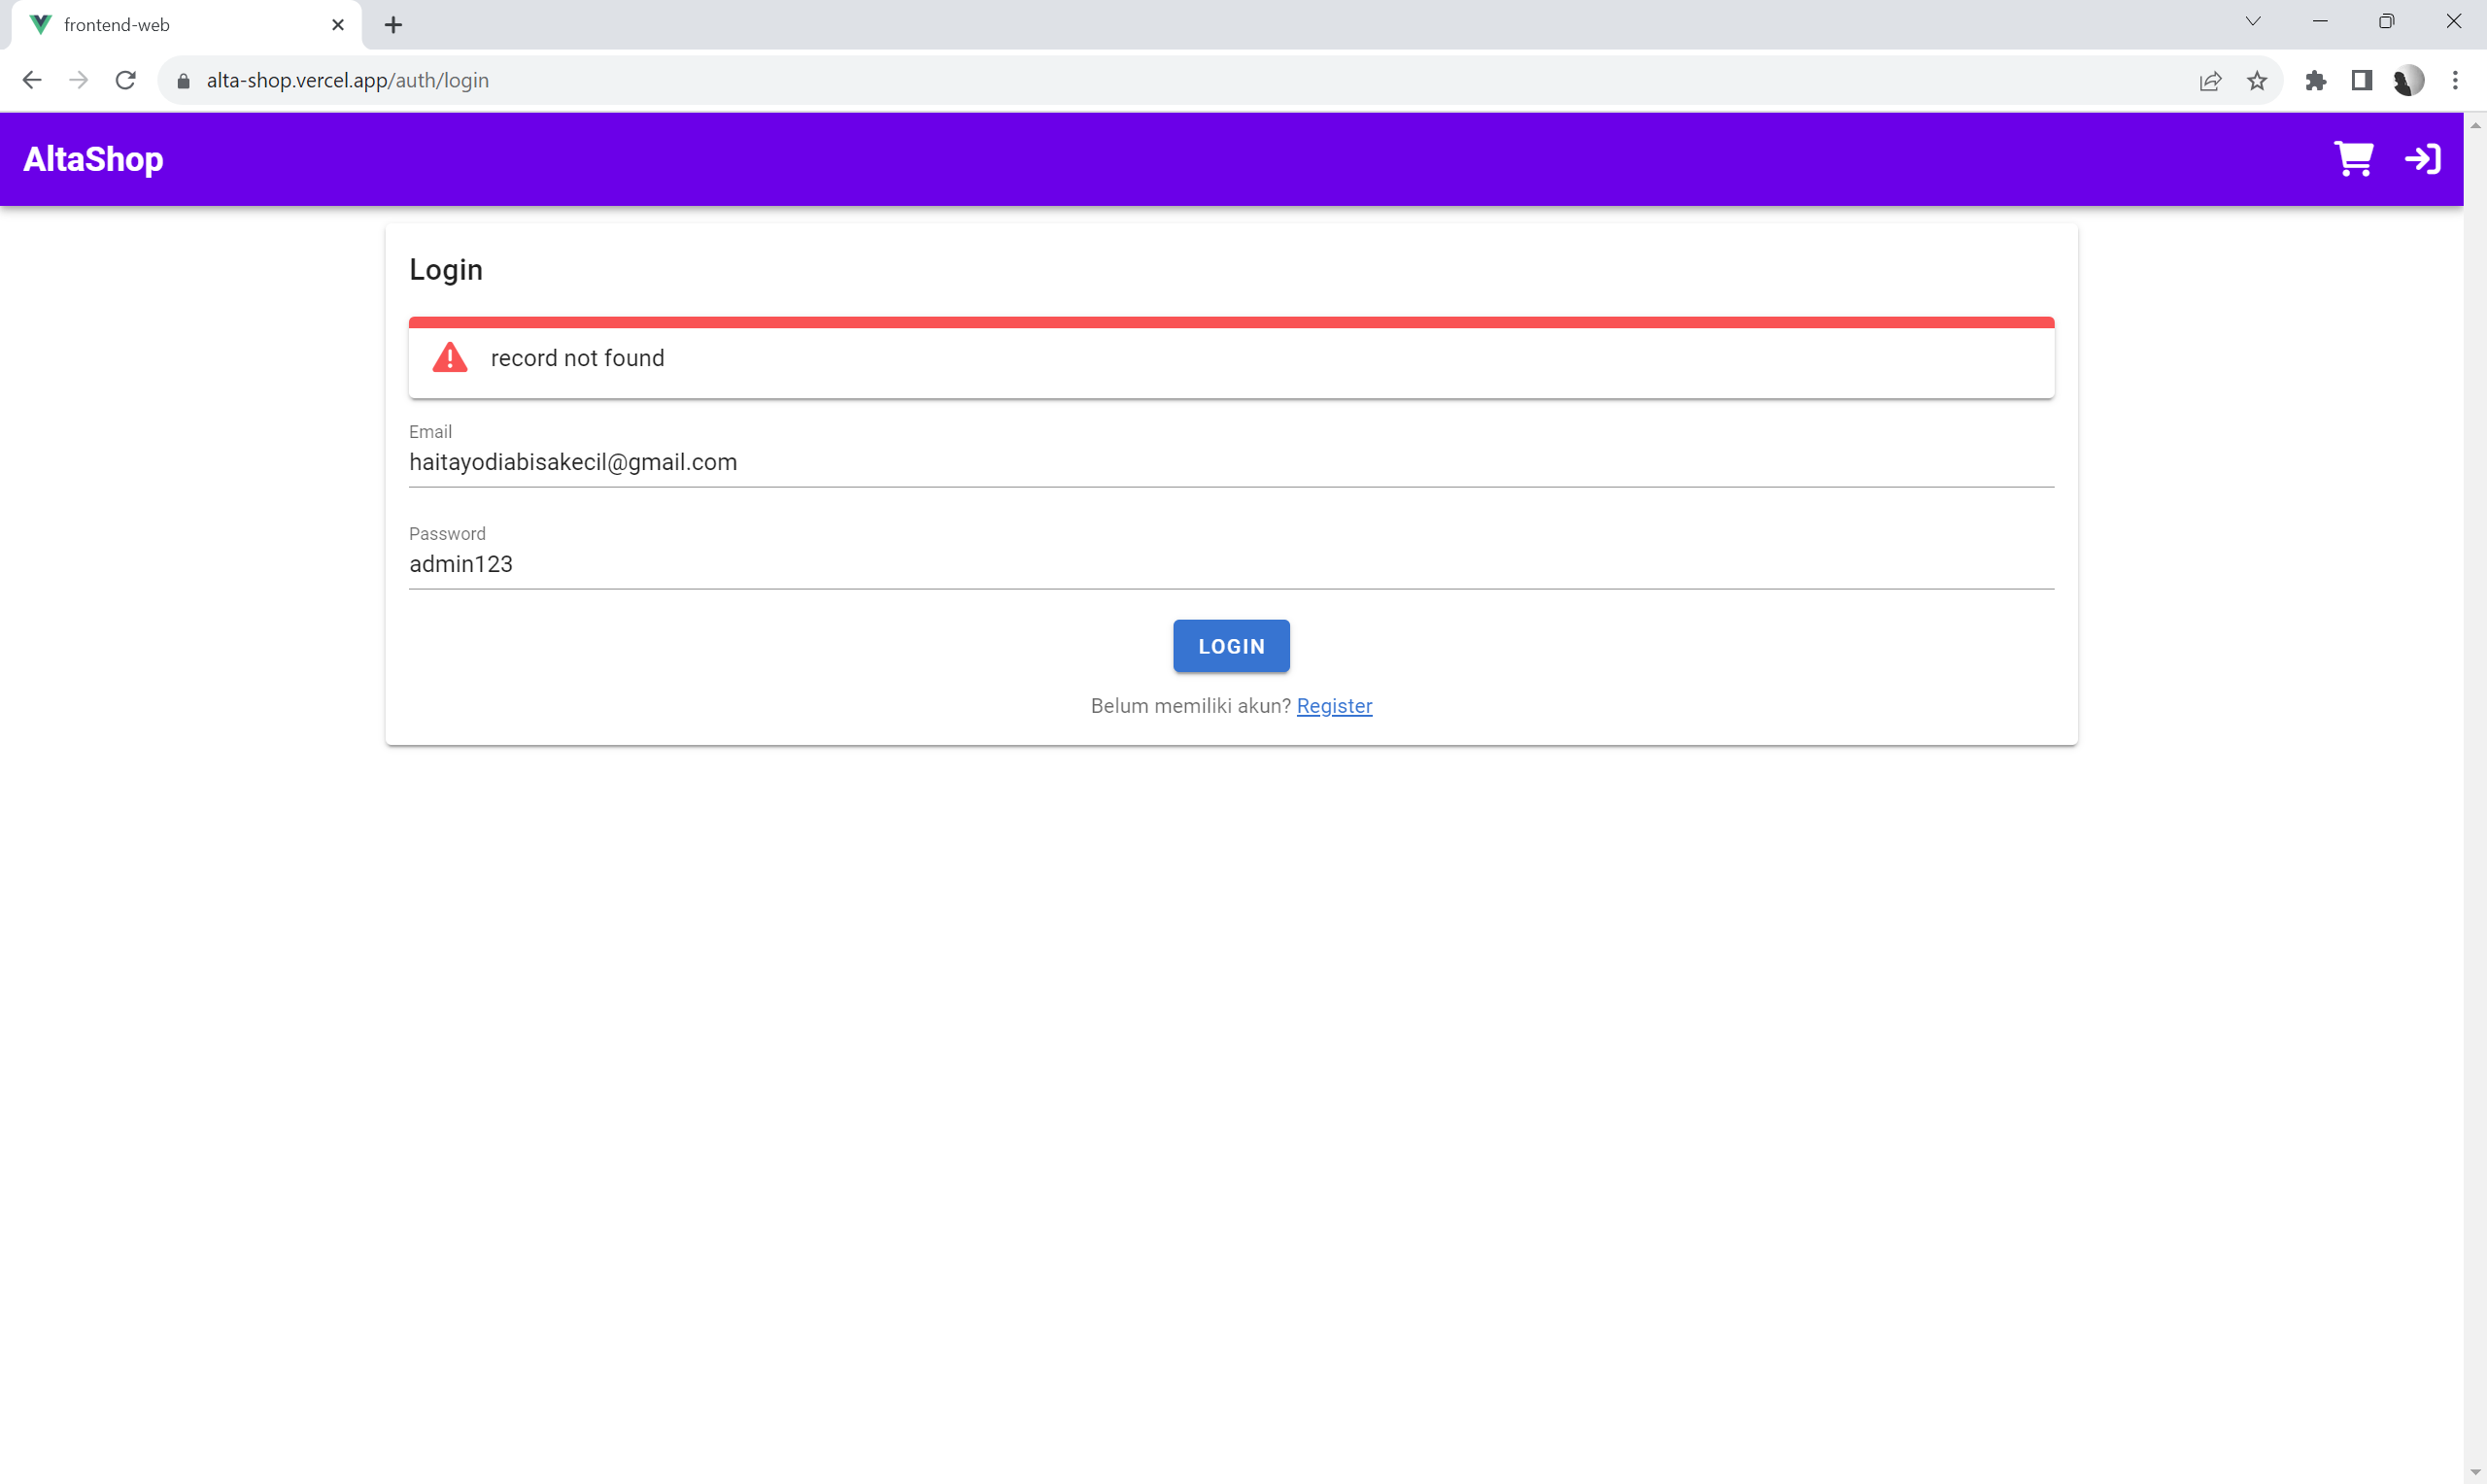 frontend-web
alta-shop.vercel.app/auth/login
AltaShop
Login
record not found
Email
haitayodiabisakecil@gmail.com
Password
admin123
LOGIN
Belum memiliki akun? Register